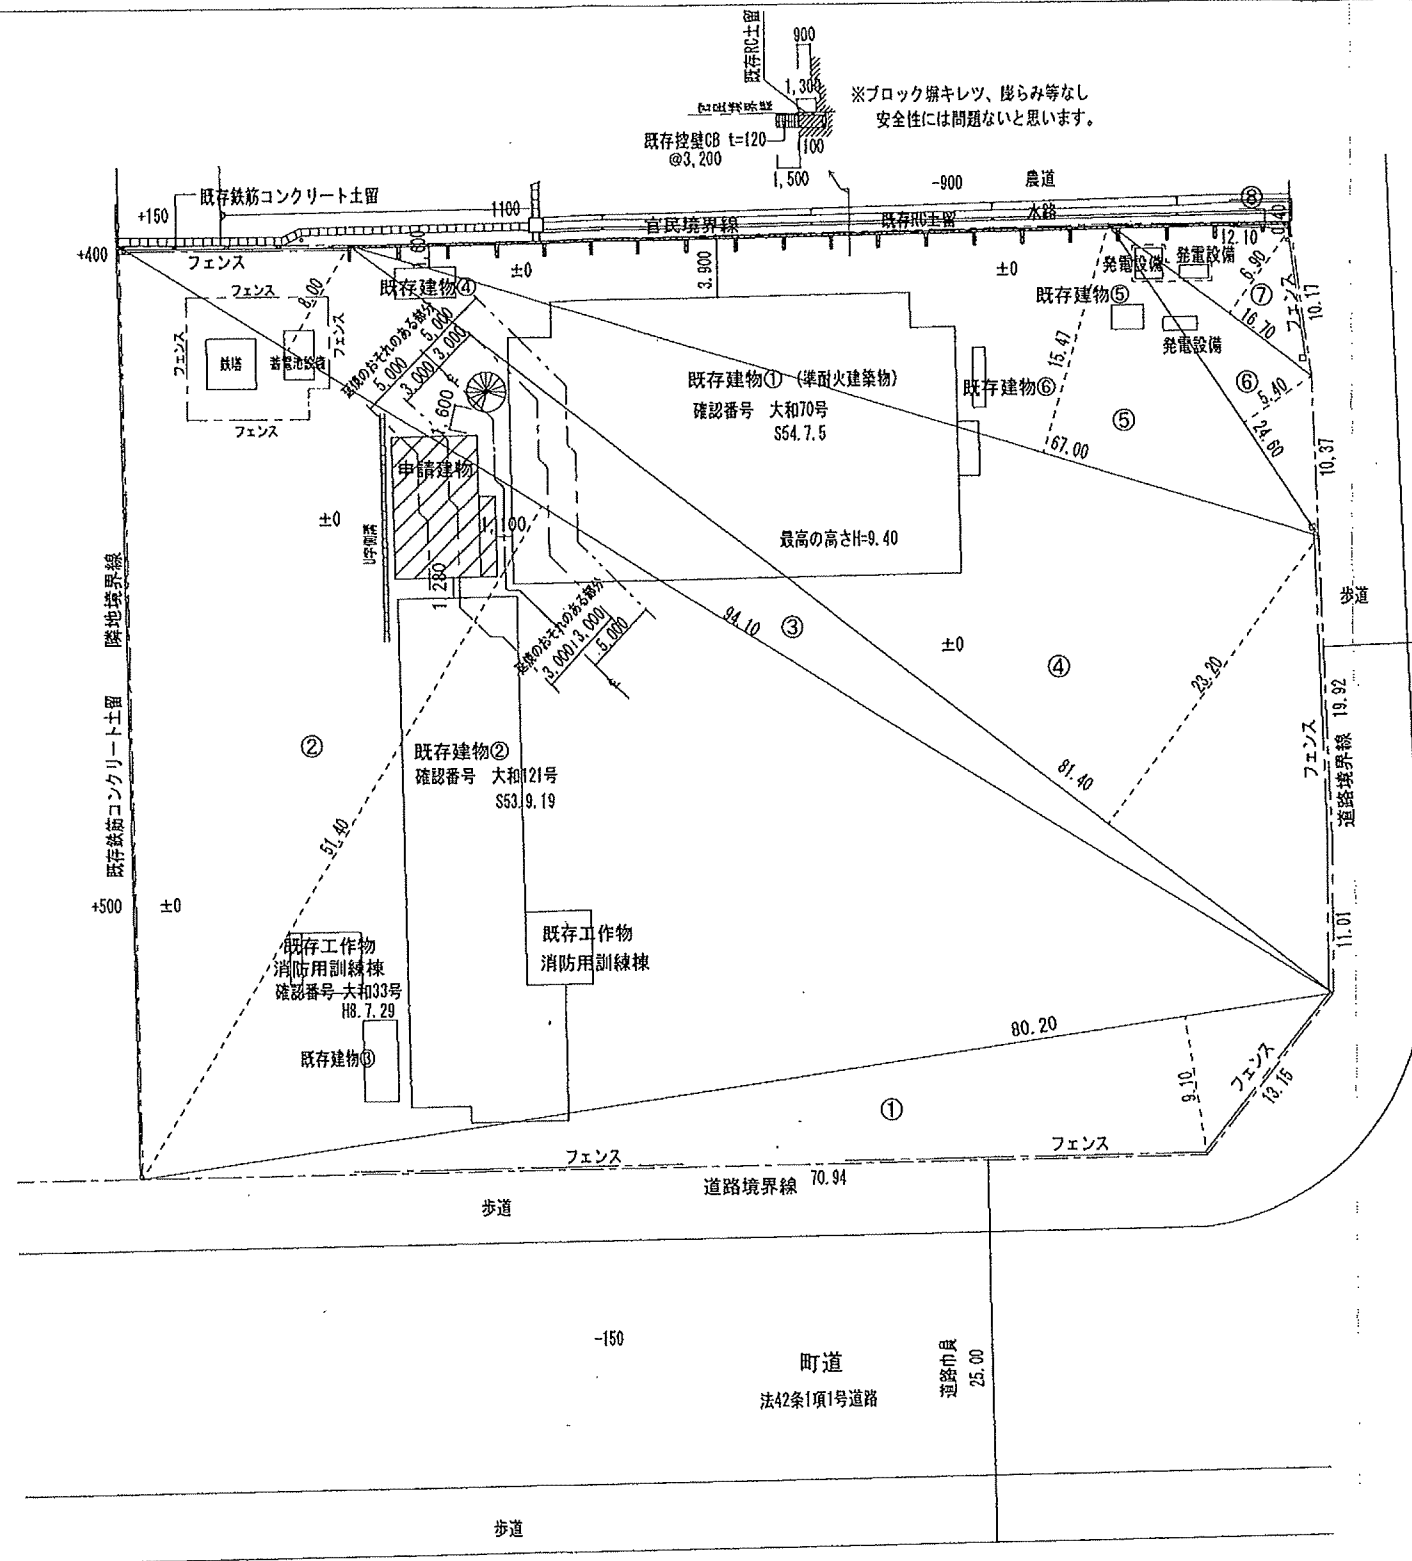 既存RC土留
900
1,300
官民境界線
既存控壁CB t=120
@3,200
100
1,500
※ブロック塀キレツ、膨らみ等なし
安全性には問題ないと思います。
-900
農道
既存鉄筋コンクリート土留
+150
1100
官民境界線
既存RC土留
水路
⑧
0.40
12.10
+400
フェンス
600
±0
3.900
±0
発電設備
発電設備
6.90
⑦
フェンス
10.17
フェンス
8.00
既存建物④
既存建物⑤
16.70
発電設備
フェンス
鉄塔
蓄電池設備
フェンス
フェンス
延焼のおそれのある部分
5,000
5,000
3,000
3,000
1,600
既存建物① (準耐火建築物)
確認番号 大和70号
S54.7.5
既存建物⑥
15.47
⑥
5.40
⑤
24.60
67.00
10.37
申請建物
±0
U字側溝
1,100
最高の高さH=9.40
1,280
隣地境界線
延焼のおそれのある部分
3,000
3,000
5,000
94.10
③
±0
④
歩道
23.20
フェンス
道路境界線 19.92
既存鉄筋コンクリート土留
②
既存建物②
確認番号 大和121号
S53.9.19
81.40
51.40
+500
±0
11.01
既存工作物
消防用訓練棟
確認番号 大和33号
H8.7.29
既存工作物
消防用訓練棟
既存建物③
80.20
9.10
フェンス
13.15
①
フェンス
フェンス
道路境界線 70.94
歩道
-150
町道
法42条1項1号道路
道路巾員
25.00
歩道